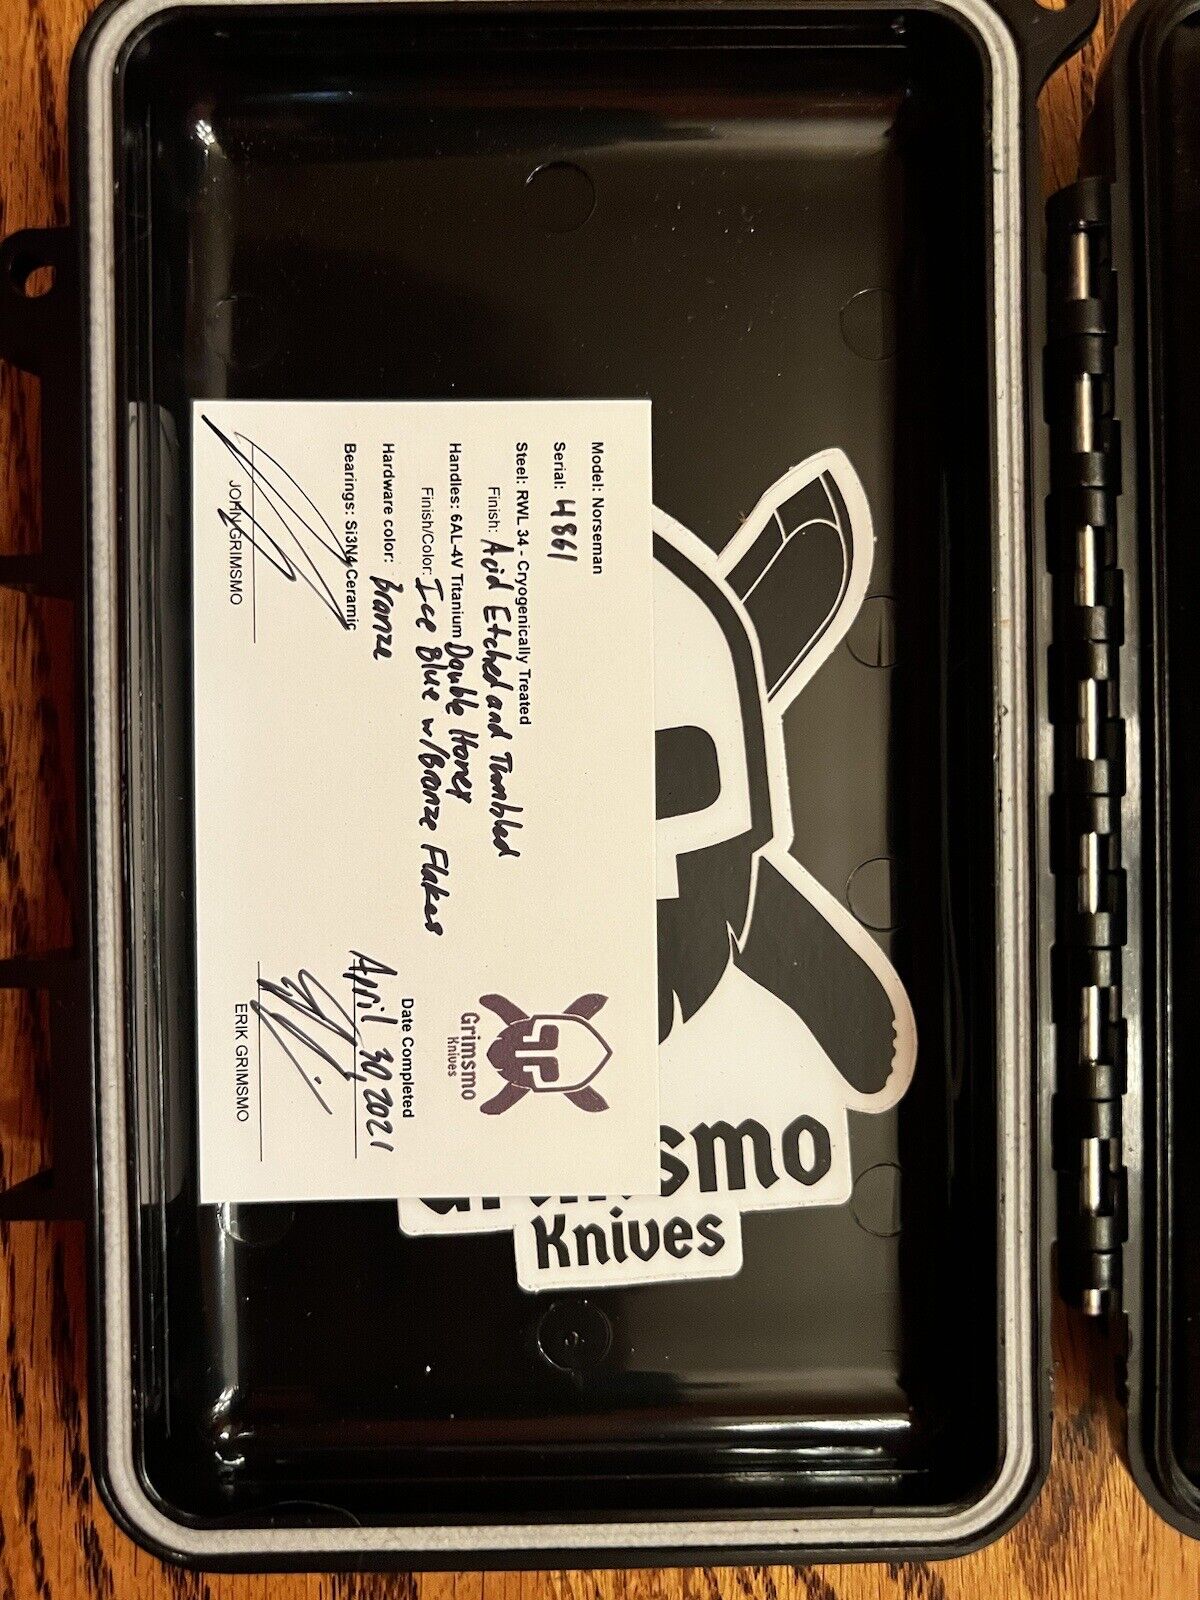 Model: Norseman
Serial: 4861
Steel: RWL 34 - Cryogenically Treated
Finish: Acid Etched and Tumbled
Handles: 6AL-4V Titanium Double Honex
Finish/Color: Ice Blue w/Bronze Flakes
Hardware color: Bronze
Bearings: Si3N4 Ceramic
JOHN GRIMSMO
Grimsmo
Knives
Date Completed
April 30, 2021
ERIK GRIMSMO
smo
Knives